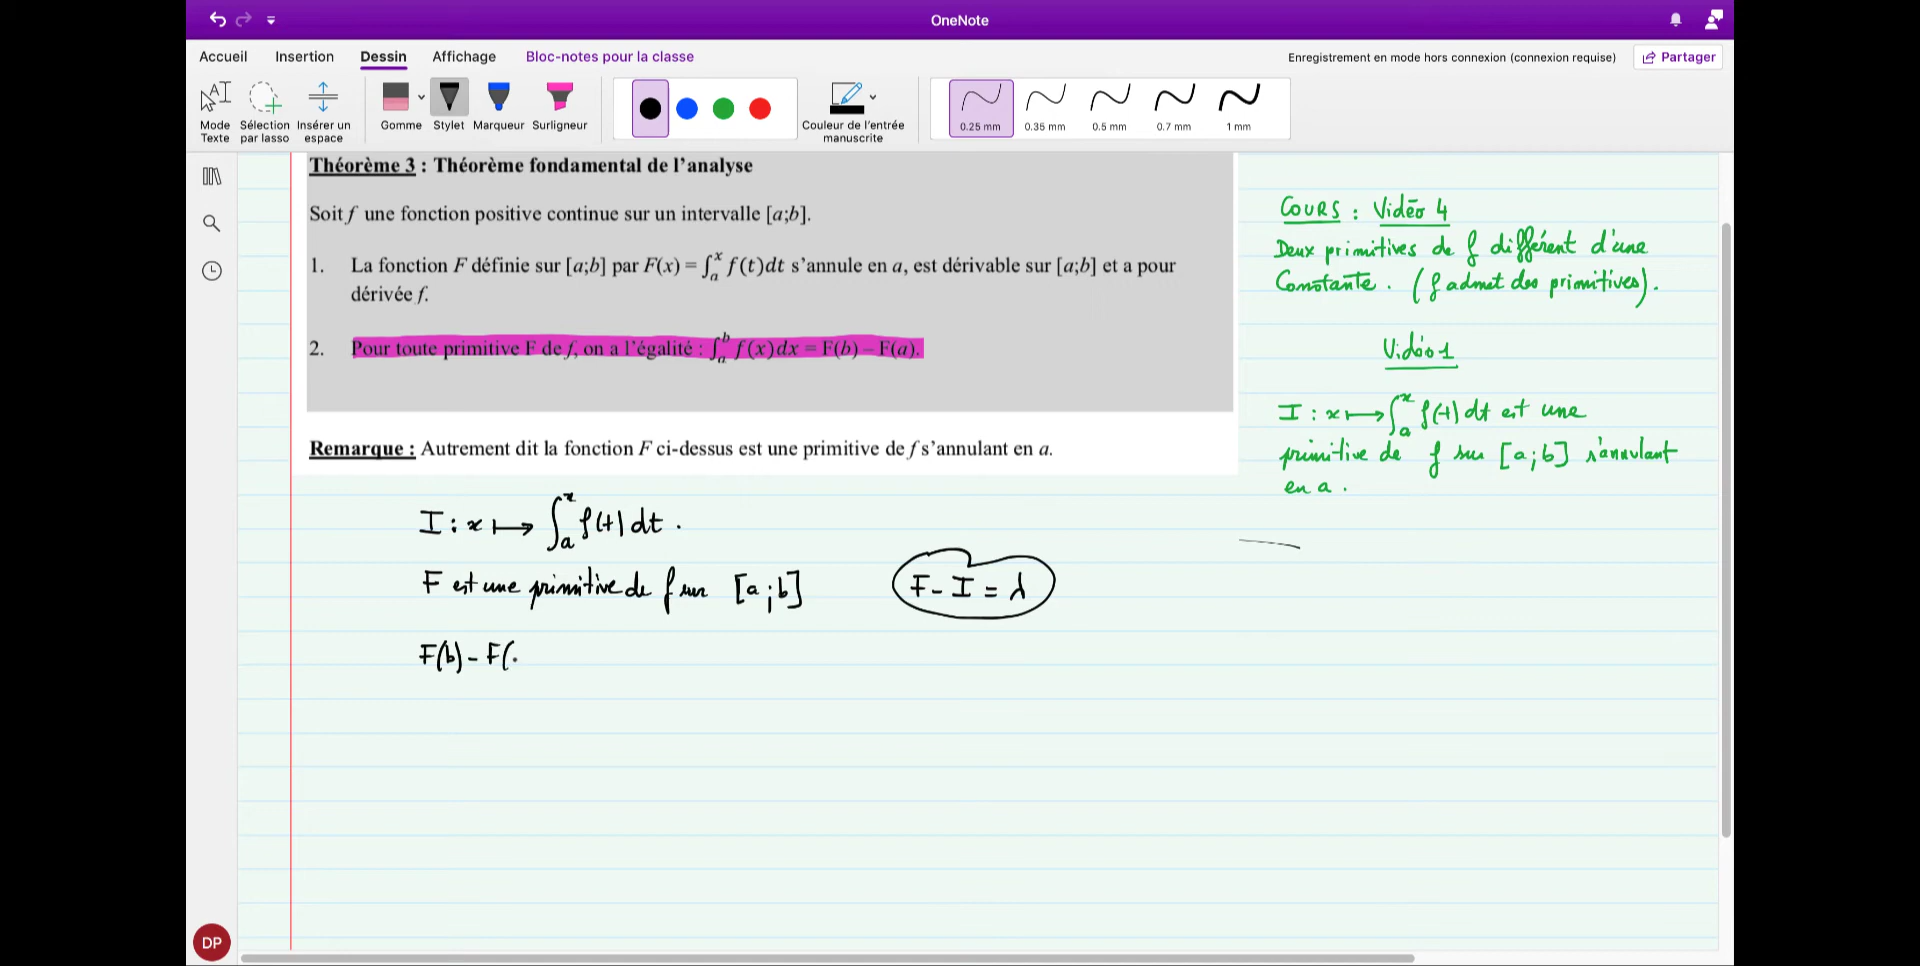 OneNote
Accueil Insertion Dessin Affichage Bloc-notes pour la classe
Enregistrement en mode hors connexion (connexion requise) Partager
Mode Texte
Sélection par lasso
Insérer un espace
Gomme Stylet Marqueur Surligneur
Couleur de l'entrée manuscrite
0.25 mm 0.35 mm 0.5 mm 0.7 mm 1 mm
Théorème 3 : Théorème fondamental de l'analyse
Soit f une fonction positive continue sur un intervalle [a;b].
1. La fonction F définie sur [a;b] par F(x) = ∫_a^x f(t)dt s'annule en a, est dérivable sur [a;b] et a pour
dérivée f.
2. Pour toute primitive F de f, on a l'égalité : ∫_a^b f(x)dx = F(b) – F(a).
Remarque : Autrement dit la fonction F ci-dessus est une primitive de f s'annulant en a.
I : x ⟼ ∫_a^x f(t) dt .
F est une primitive de f sur [a ; b]
F - I = λ
F(b) - F(
COURS : Vidéo 4
Deux primitives de f différent d'une
Constante . (f admet des primitives) .
Vidéo 1
I : x ⟼ ∫_a^x f(t) dt est une
primitive de f sur [a ; b] s'annulant
en a .
DP